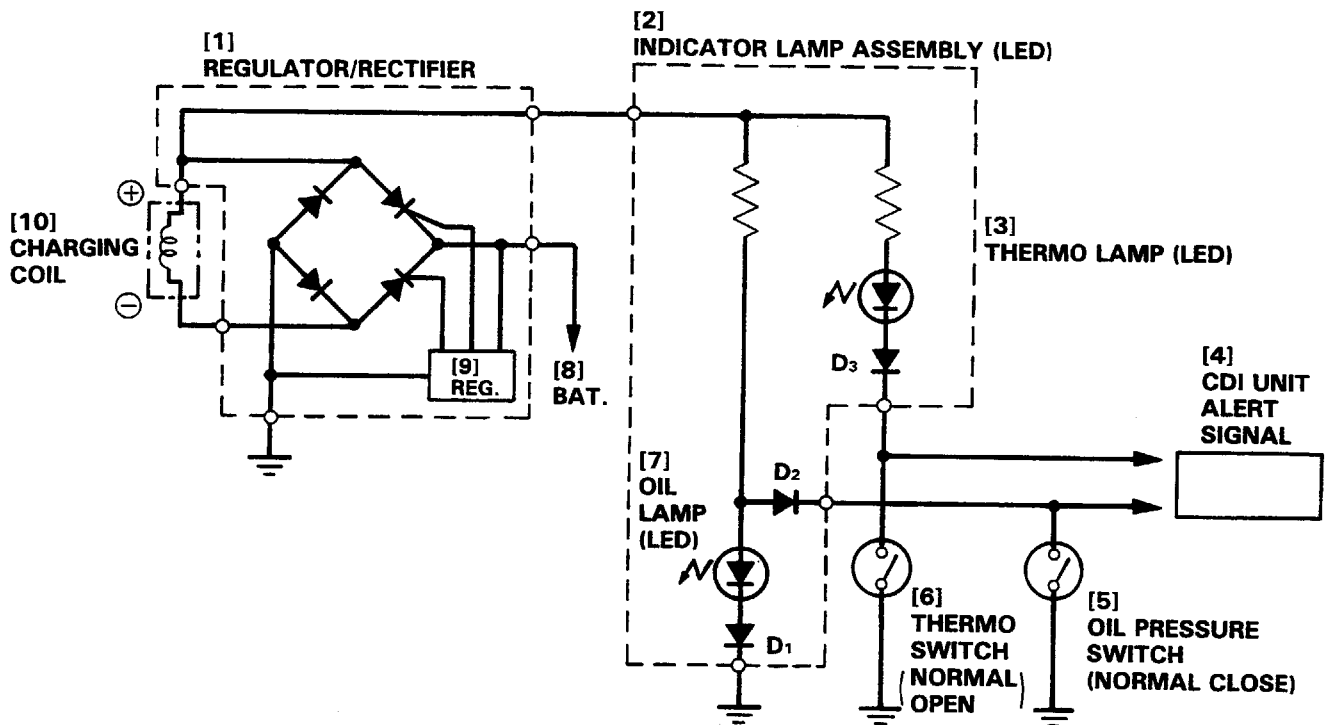 [1]
REGULATOR/RECTIFIER
[2]
INDICATOR LAMP ASSEMBLY (LED)
[10]
CHARGING
COIL
+
−
[9]
REG.
[8]
BAT.
[3]
THERMO LAMP (LED)
D3
[4]
CDI UNIT
ALERT
SIGNAL
[7]
OIL
LAMP
(LED)
D2
D1
[6]
THERMO
SWITCH
(NORMAL
OPEN)
[5]
OIL PRESSURE
SWITCH
(NORMAL CLOSE)